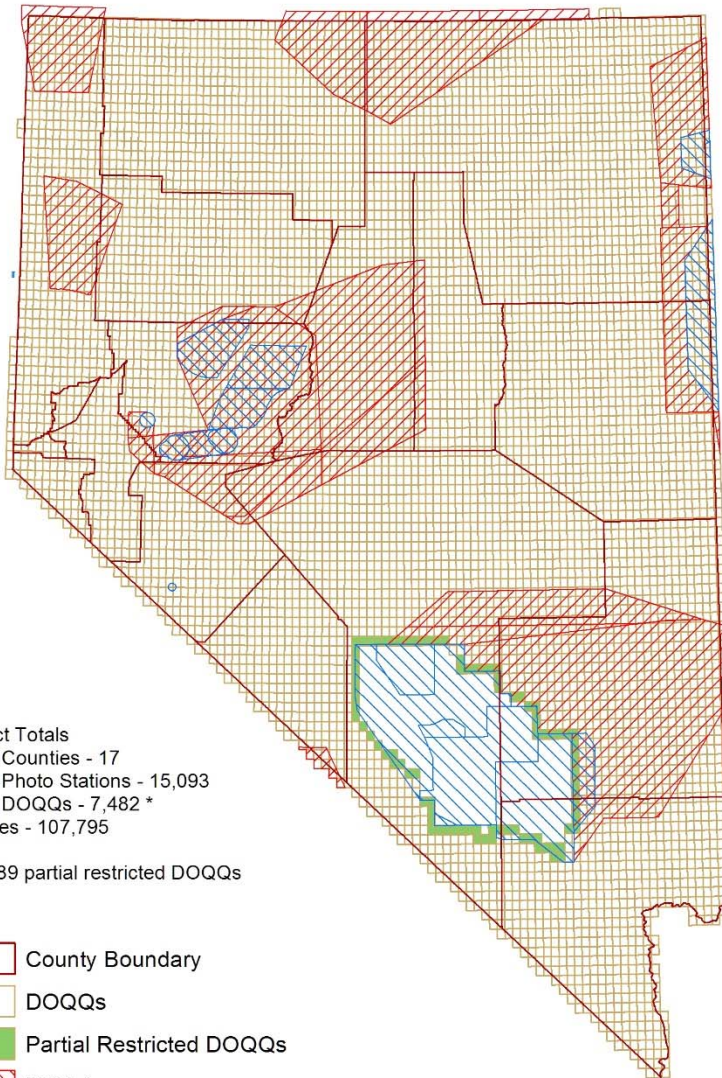 ct Totals
Counties - 17
Photo Stations - 15,093
DOQQs - 7,482 *
es - 107,795
39 partial restricted DOQQs
County Boundary
DOQQs
Partial Restricted DOQQs